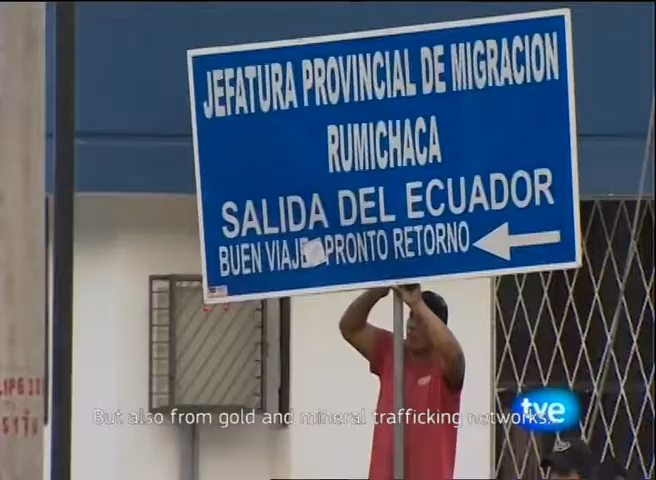 JEFATURA PROVINCIAL DE MIGRACION
RUMICHACA
SALIDA DEL ECUADOR
BUEN VIAJE PRONTO RETORNO
But also from gold and mineral trafficking networks...
tve